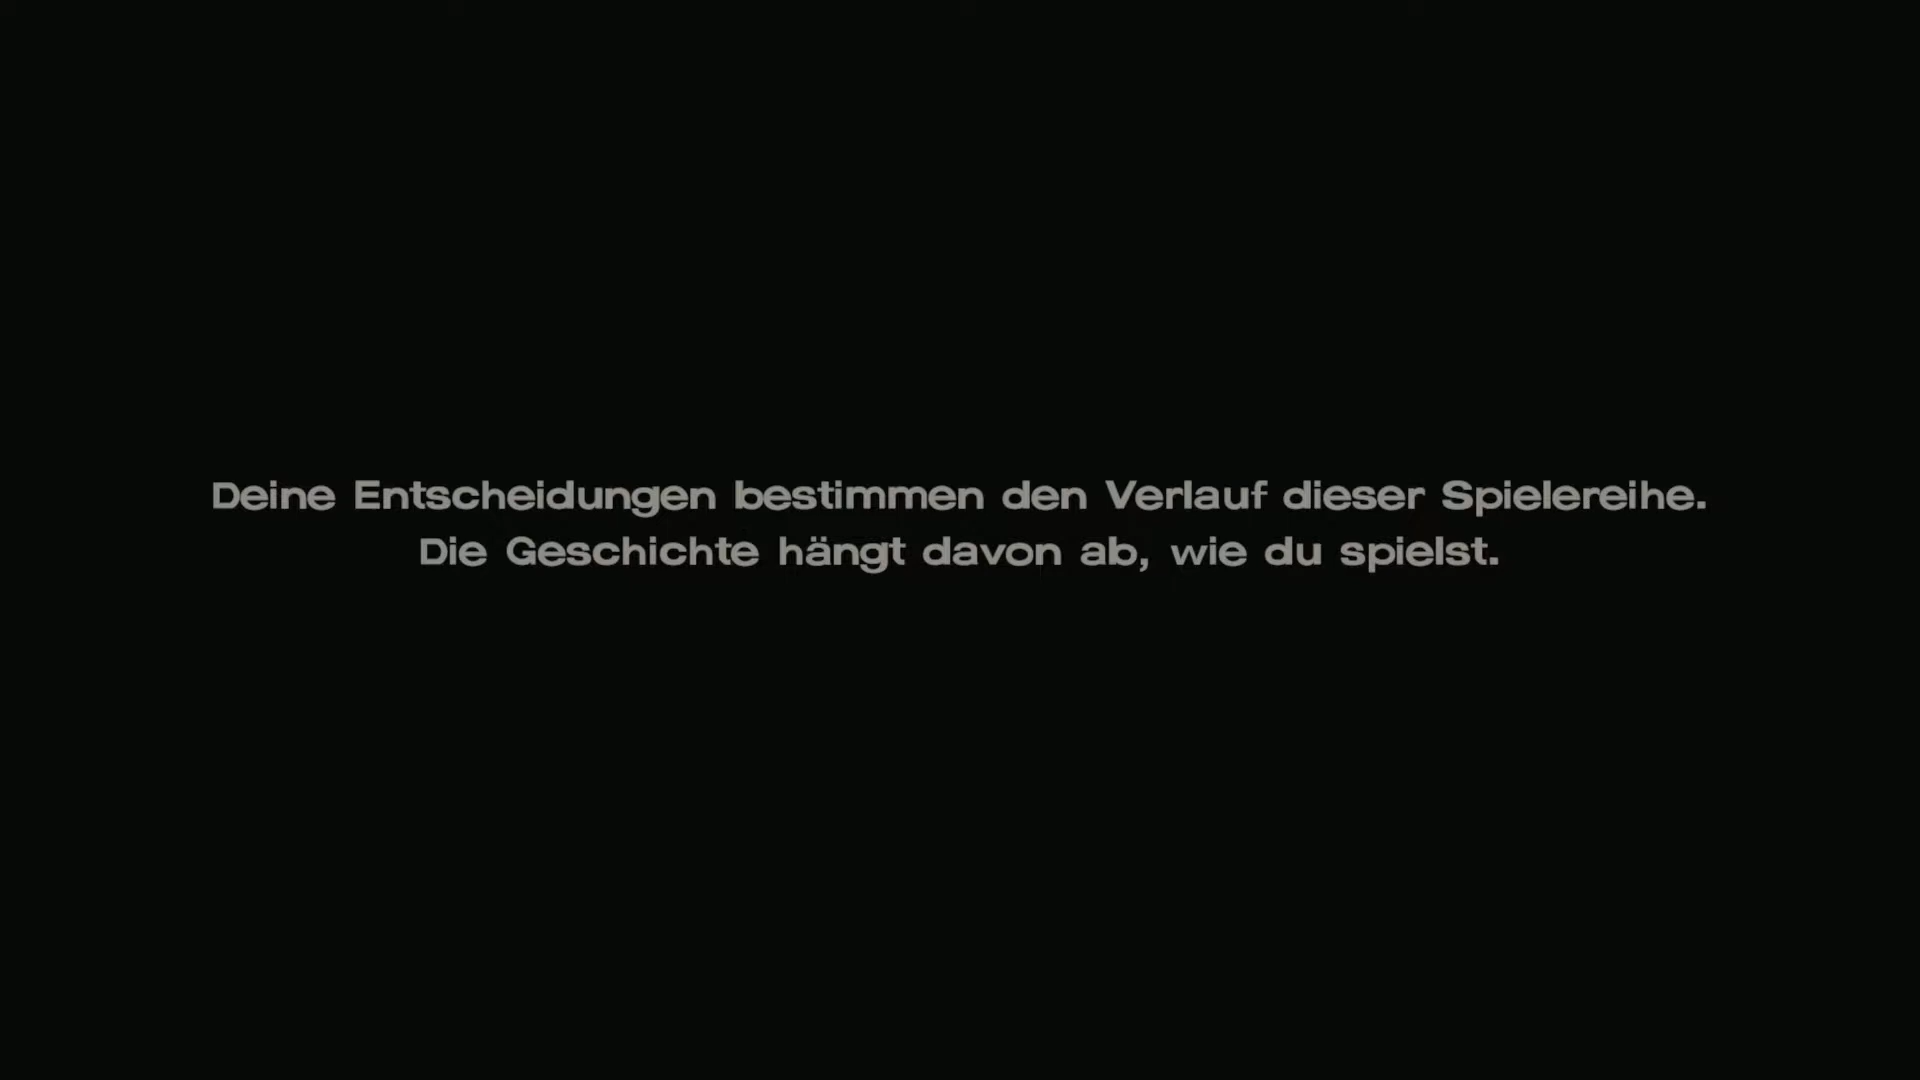 Deine Entscheidungen bestimmen den Verlauf dieser Spielereihe.
Die Geschichte hängt davon ab, wie du spielst.